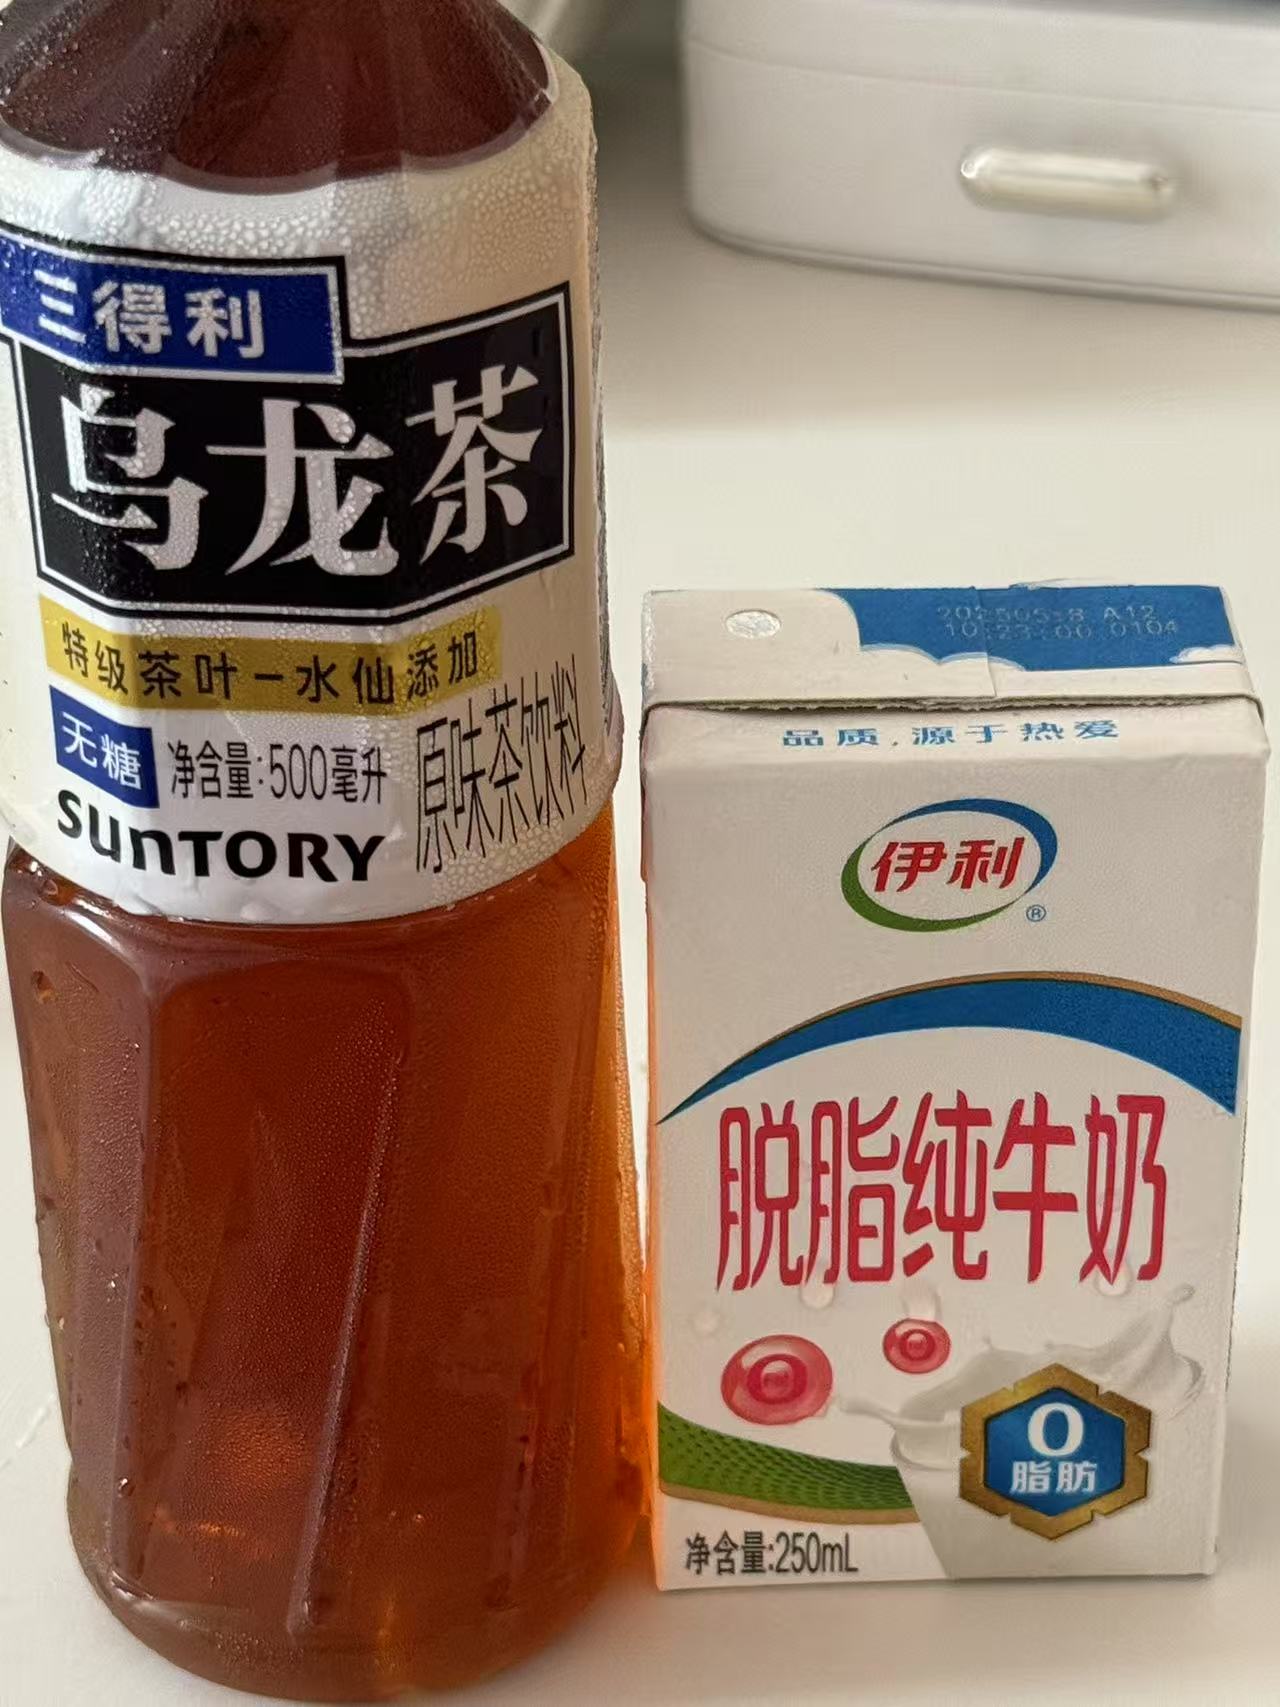 三得利
乌龙茶
特级茶叶-水仙添加
无糖
净含量:500毫升
原味茶饮料
SUNTORY
A12
0104
品质,源于热爱
伊利
®
脱脂纯牛奶
0
脂肪
净含量:250mL